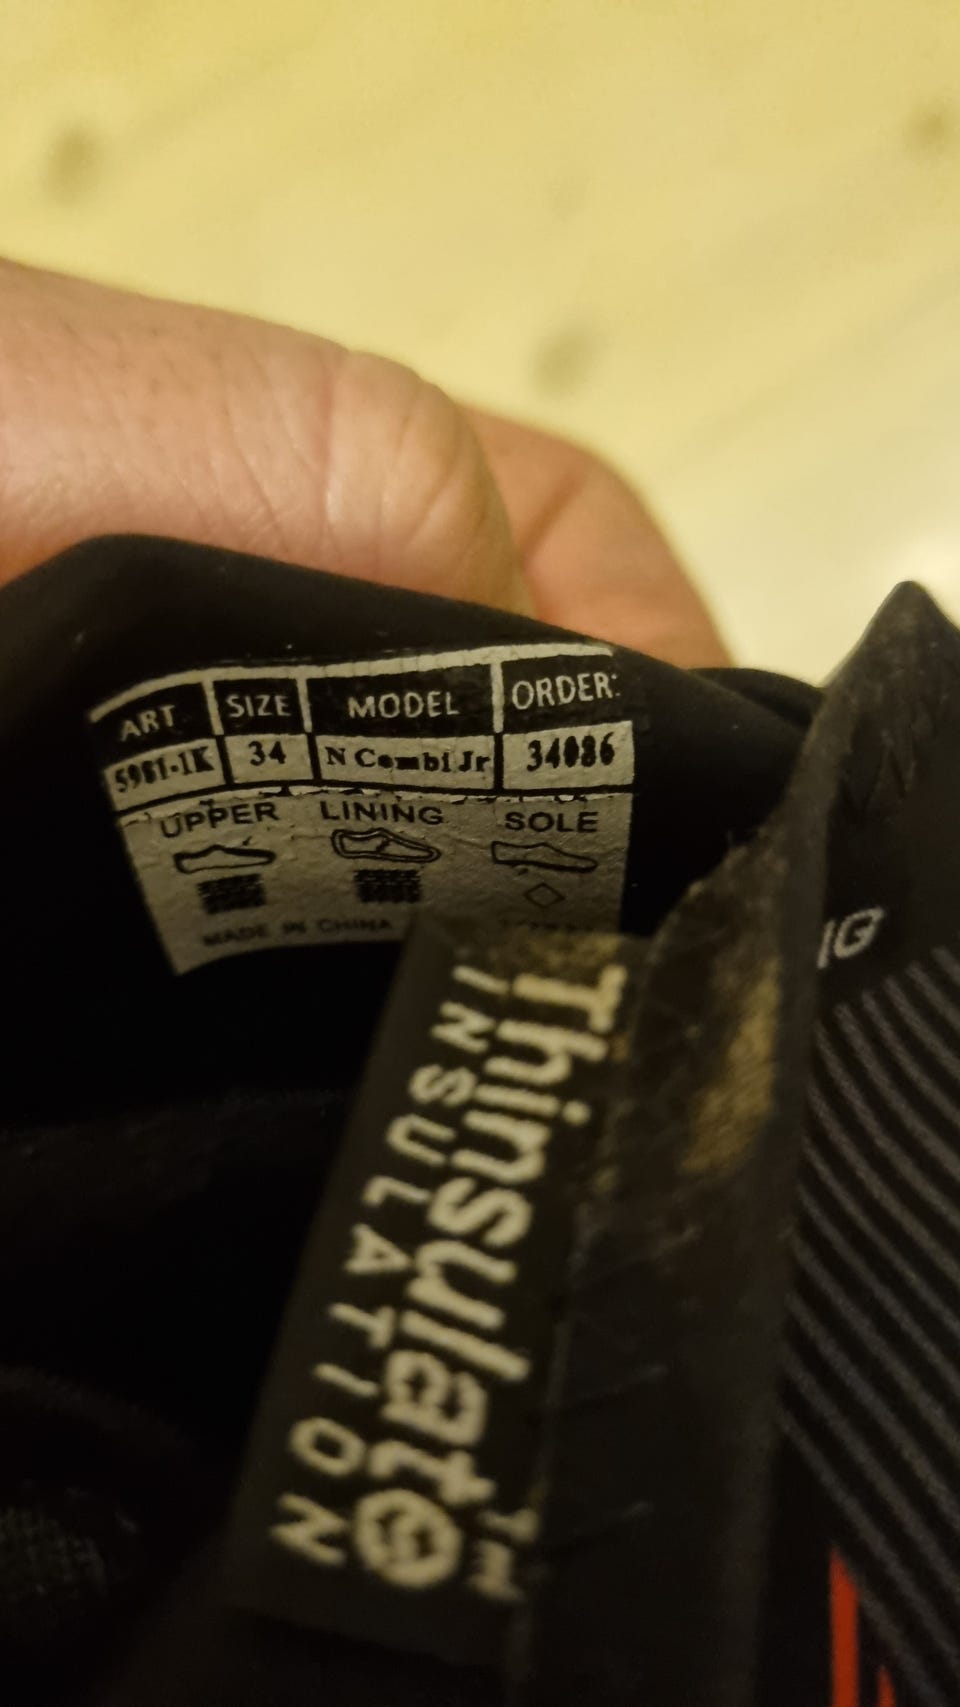 ART SIZE MODEL ORDER:
5981-1K 34 N Combi Jr 34086
UPPER LINING SOLE
MADE IN CHINA
Thinsulate™
INSULATION